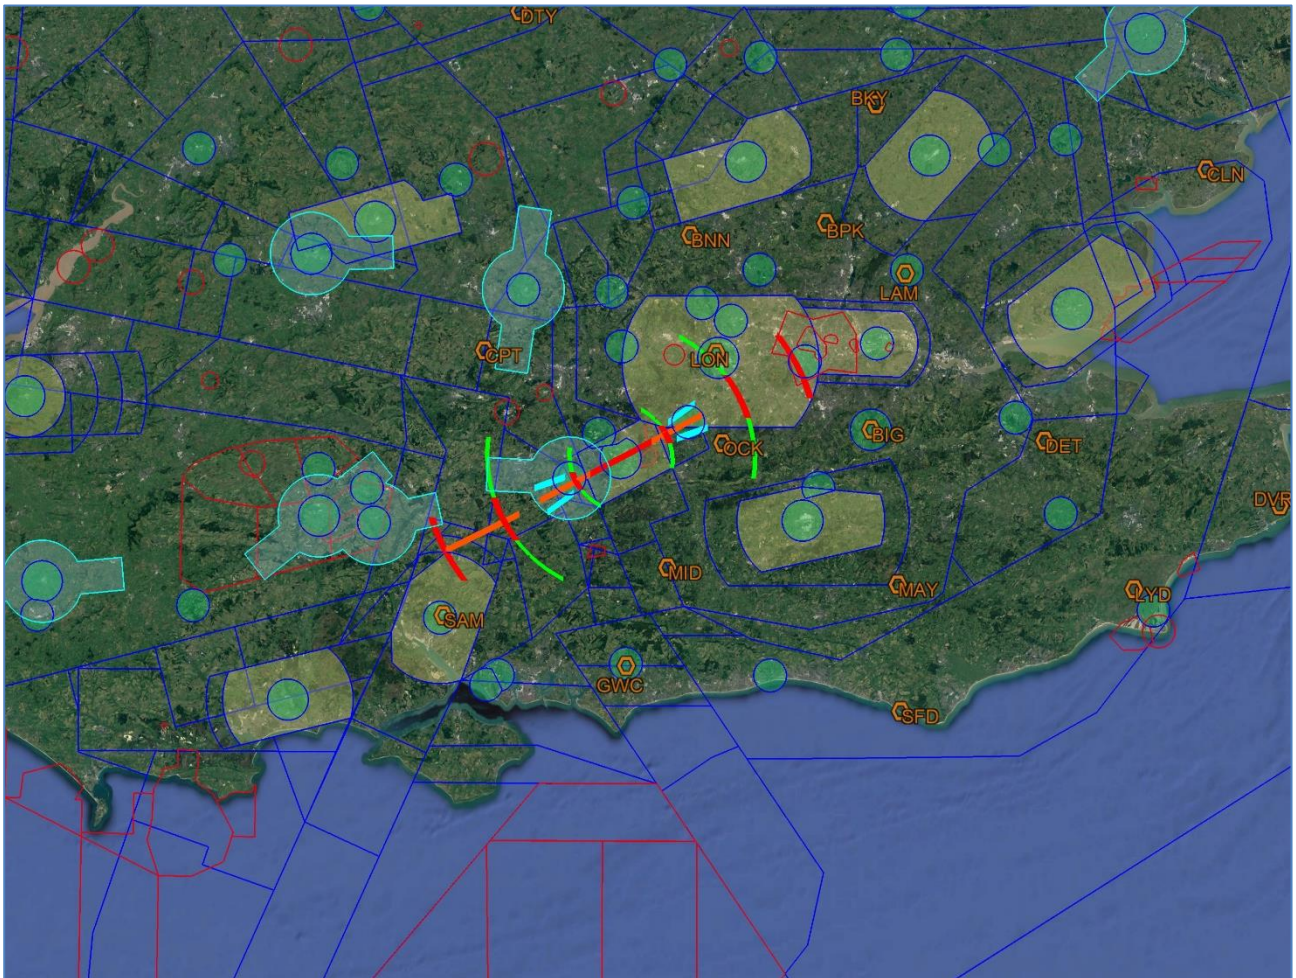 DTY
BKY
CLN
BPK
BNN
LAM
CPT
LON
BIG
OCK
DET
DVR
MID
MAY
LYD
SAM
GWC
SFD